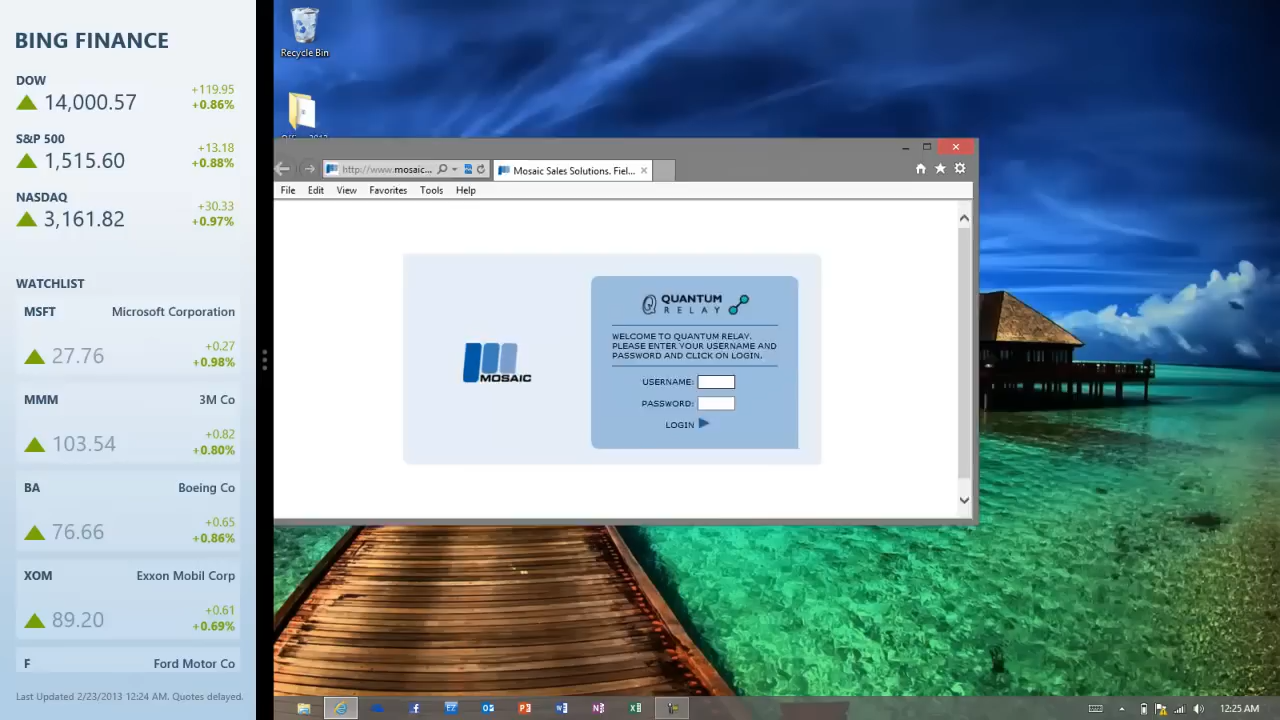 BING FINANCE
DOW
14,000.57
+119.95
+0.86%
S&P 500
1,515.60
+13.18
+0.88%
NASDAQ
3,161.82
+30.33
+0.97%
WATCHLIST
MSFT Microsoft Corporation
27.76
+0.27
+0.98%
MMM 3M Co
103.54
+0.82
+0.80%
BA Boeing Co
76.66
+0.65
+0.86%
XOM Exxon Mobil Corp
89.20
+0.61
+0.69%
F Ford Motor Co
Last Updated 2/23/2013 12:24 AM. Quotes delayed.
Recycle Bin
http://www.mosaic...
Mosaic Sales Solutions. Fiel...
File Edit View Favorites Tools Help
MOSAIC
QUANTUM
RELAY
WELCOME TO QUANTUM RELAY.
PLEASE ENTER YOUR USERNAME AND
PASSWORD AND CLICK ON LOGIN.
USERNAME:
PASSWORD:
LOGIN
12:25 AM